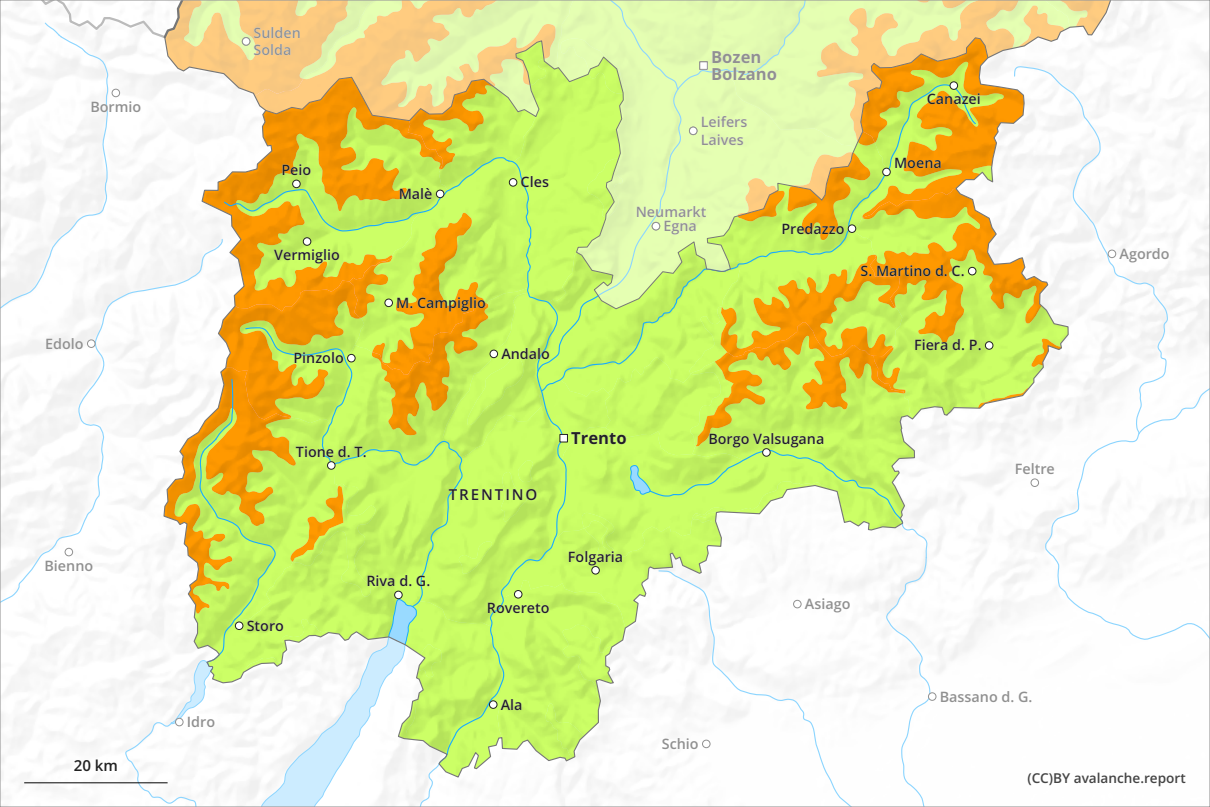 Sulden
Solda
Bozen
Bolzano
Bormio
Canazei
Leifers
Laives
Moena
Peio
Malè
Cles
Neumarkt
Egna
Predazzo
Vermiglio
Agordo
S. Martino d. C.
M. Campiglio
Edolo
Pinzolo
Andalo
Fiera d. P.
Trento
Borgo Valsugana
Tione d. T.
Feltre
TRENTINO
Bienno
Folgaria
Riva d. G.
Rovereto
Asiago
Storo
Ala
Bassano d. G.
Idro
Schio
20 km
(CC)BY avalanche.report